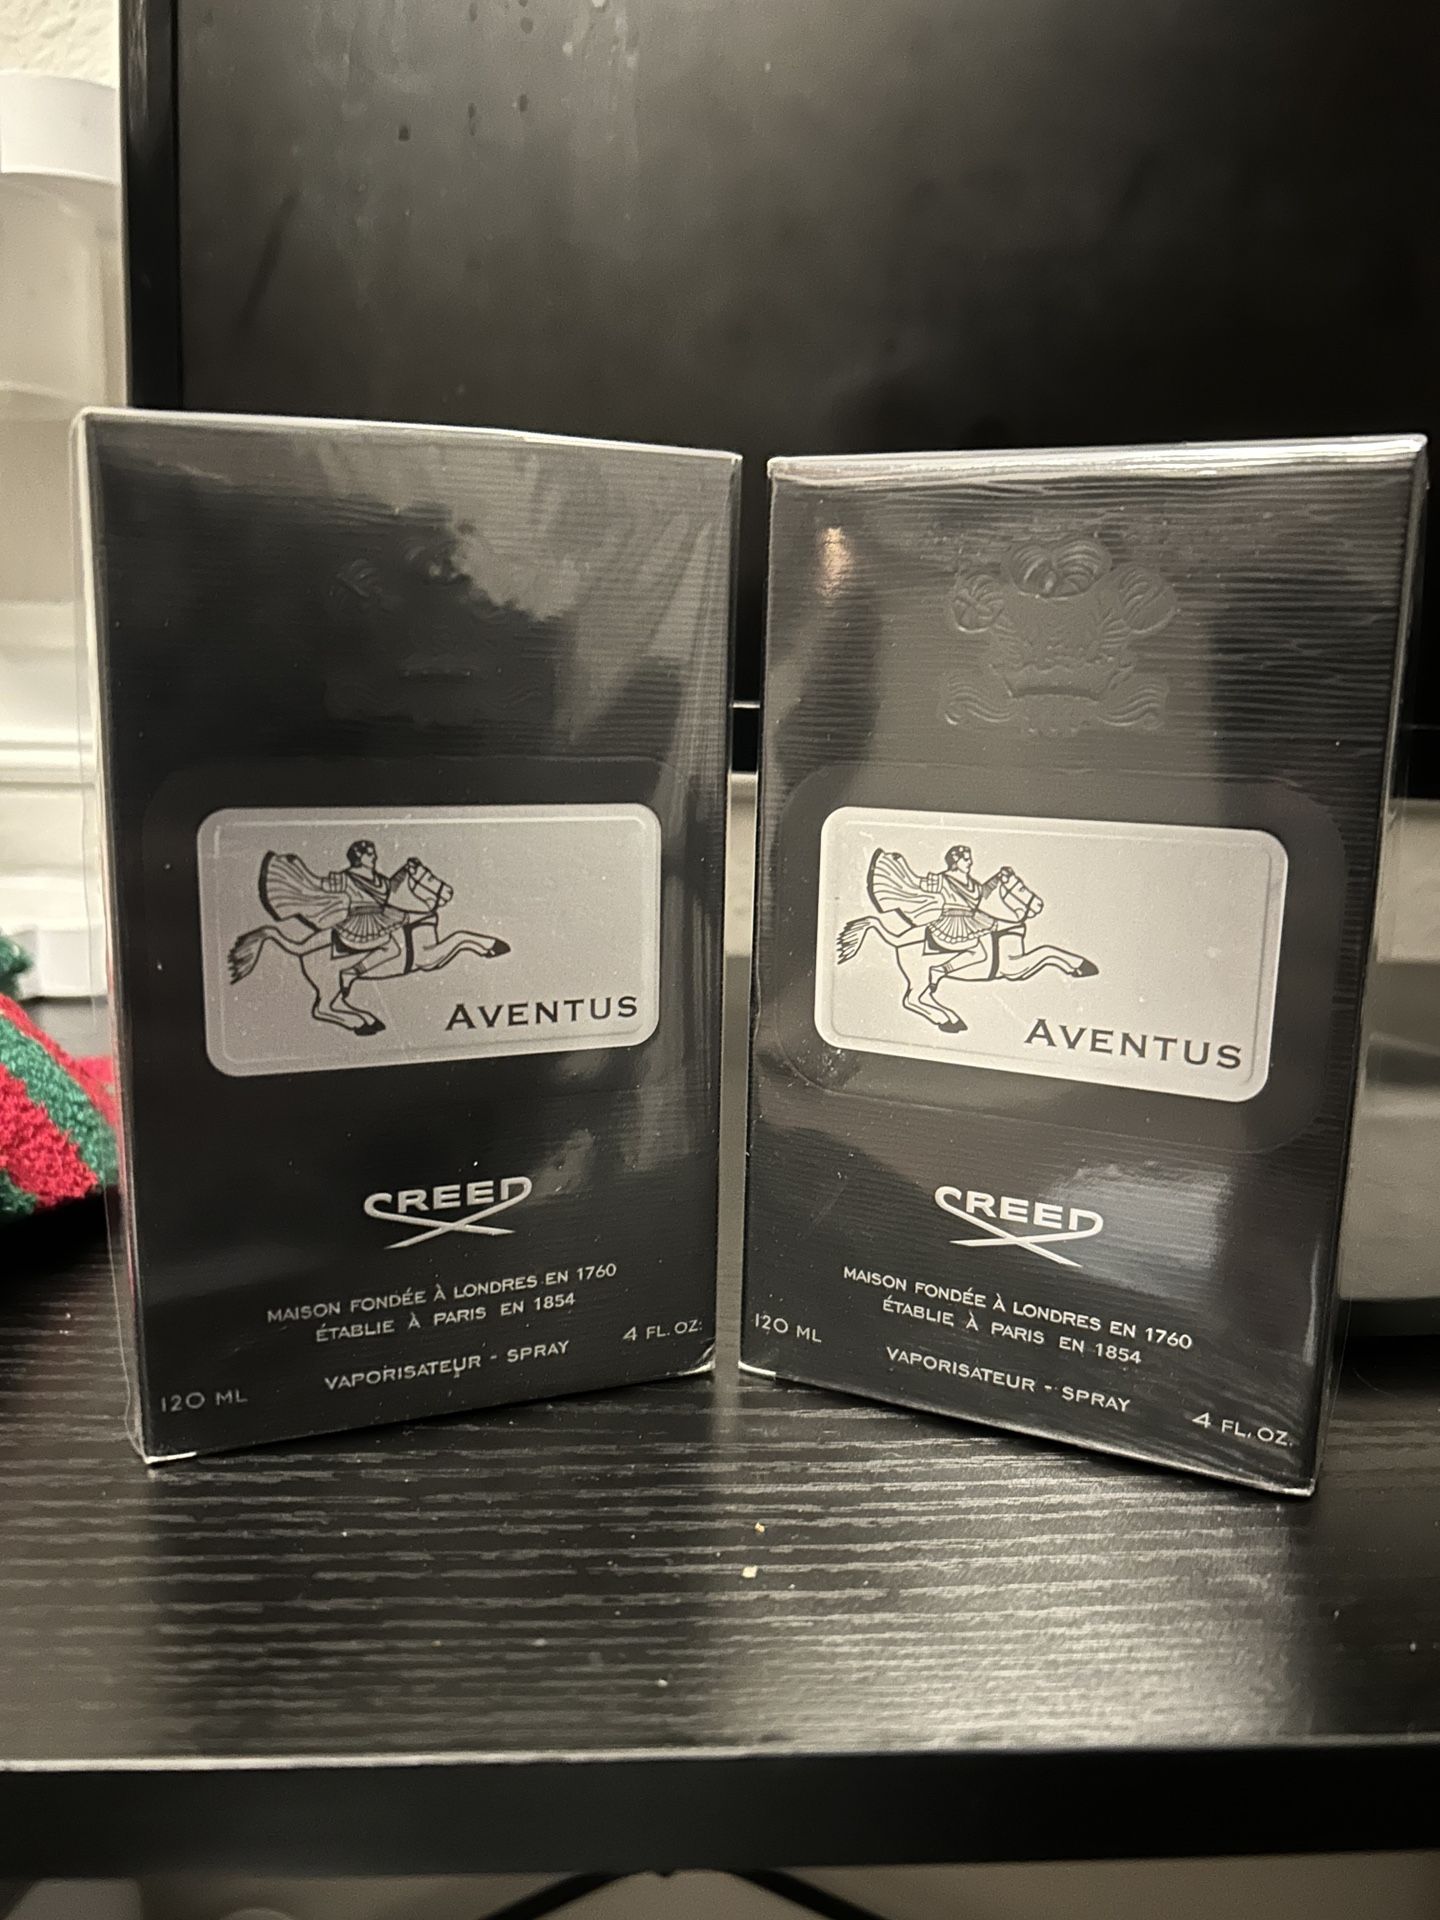 AVENTUS
CREED
MAISON FONDÉE À LONDRES EN 1760
ÉTABLIE À PARIS EN 1854
VAPORISATEUR - SPRAY
120 ML
4 FL. OZ.
AVENTUS
CREED
MAISON FONDÉE À LONDRES EN 1760
ÉTABLIE À PARIS EN 1854
VAPORISATEUR - SPRAY
120 ML
4 FL. OZ.